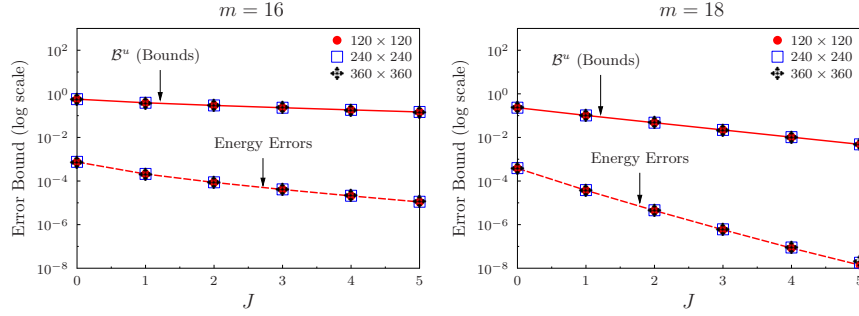 m = 16
Error Bound (log scale)
10^2
10^0
10^−2
10^−4
10^−6
10^−8
0 1 2 3 4 5
J
B^u (Bounds)
Energy Errors
120 × 120
240 × 240
360 × 360
m = 18
Error Bound (log scale)
10^2
10^0
10^−2
10^−4
10^−6
10^−8
0 1 2 3 4 5
J
B^u (Bounds)
Energy Errors
120 × 120
240 × 240
360 × 360